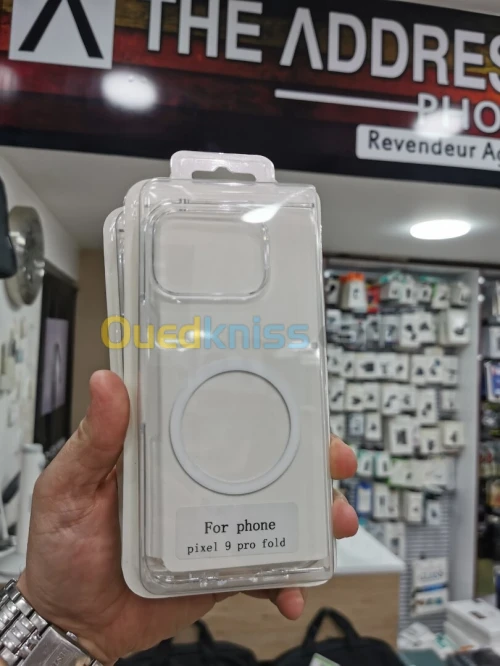 THE ADDRES
PHO
Revendeur Ag
Ouedkniss
For phone
pixel 9 pro fold